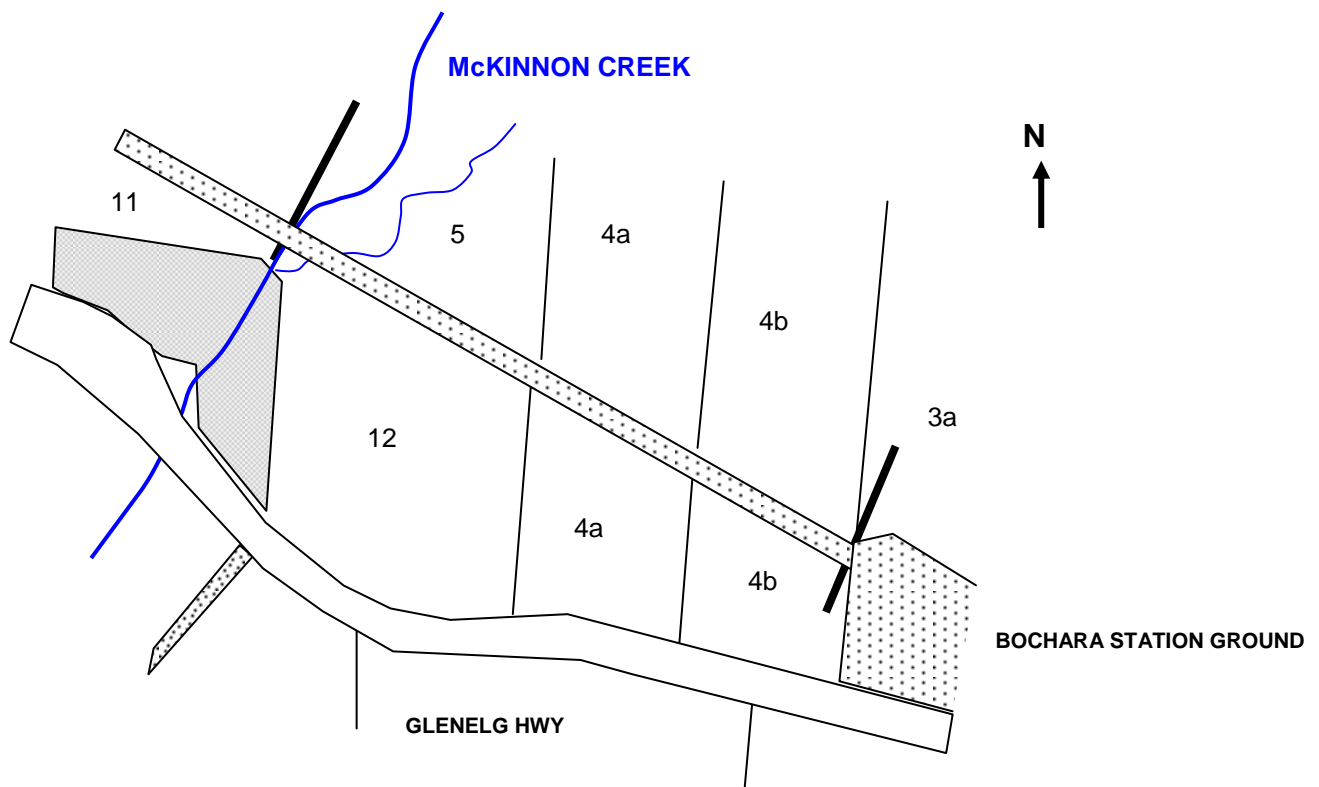 McKINNON CREEK
N
11
5
4a
4b
3a
12
4a
4b
BOCHARA STATION GROUND
GLENELG HWY